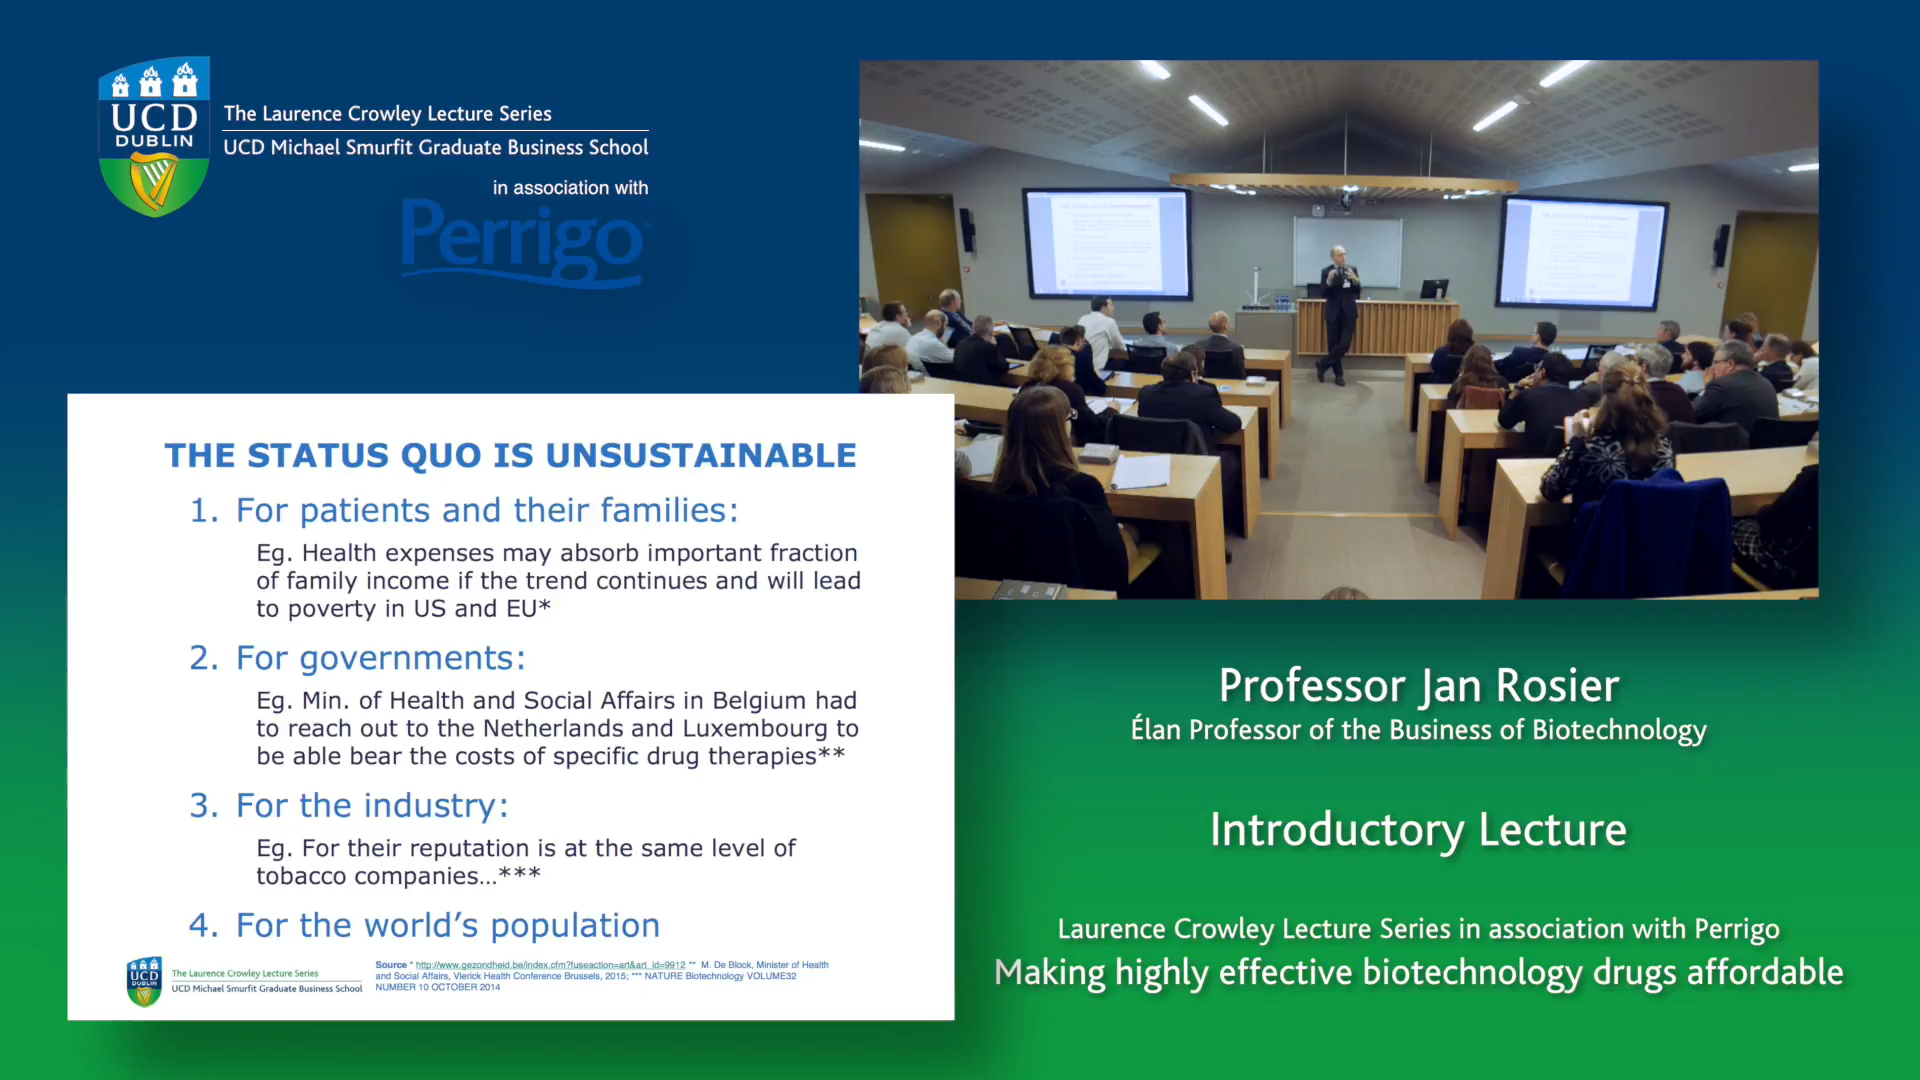 UCD
DUBLIN
The Laurence Crowley Lecture Series
UCD Michael Smurfit Graduate Business School
in association with
Perrigo
THE STATUS QUO IS UNSUSTAINABLE
1. For patients and their families:
Eg. Health expenses may absorb important fraction
of family income if the trend continues and will lead
to poverty in US and EU*
2. For governments:
Eg. Min. of Health and Social Affairs in Belgium had
to reach out to the Netherlands and Luxembourg to
be able bear the costs of specific drug therapies**
3. For the industry:
Eg. For their reputation is at the same level of
tobacco companies…***
4. For the world’s population
UCD
DUBLIN
The Laurence Crowley Lecture Series
UCD Michael Smurfit Graduate Business School
Source * http://www.gezondheid.be/index.cfm?fuseaction=art&art_id=9912 ** M. De Block, Minister of Health
and Social Affairs, Vlerick Health Conference Brussels, 2015; *** NATURE Biotechnology VOLUME32
NUMBER 10 OCTOBER 2014
Professor Jan Rosier
Élan Professor of the Business of Biotechnology
Introductory Lecture
Laurence Crowley Lecture Series in association with Perrigo
Making highly effective biotechnology drugs affordable